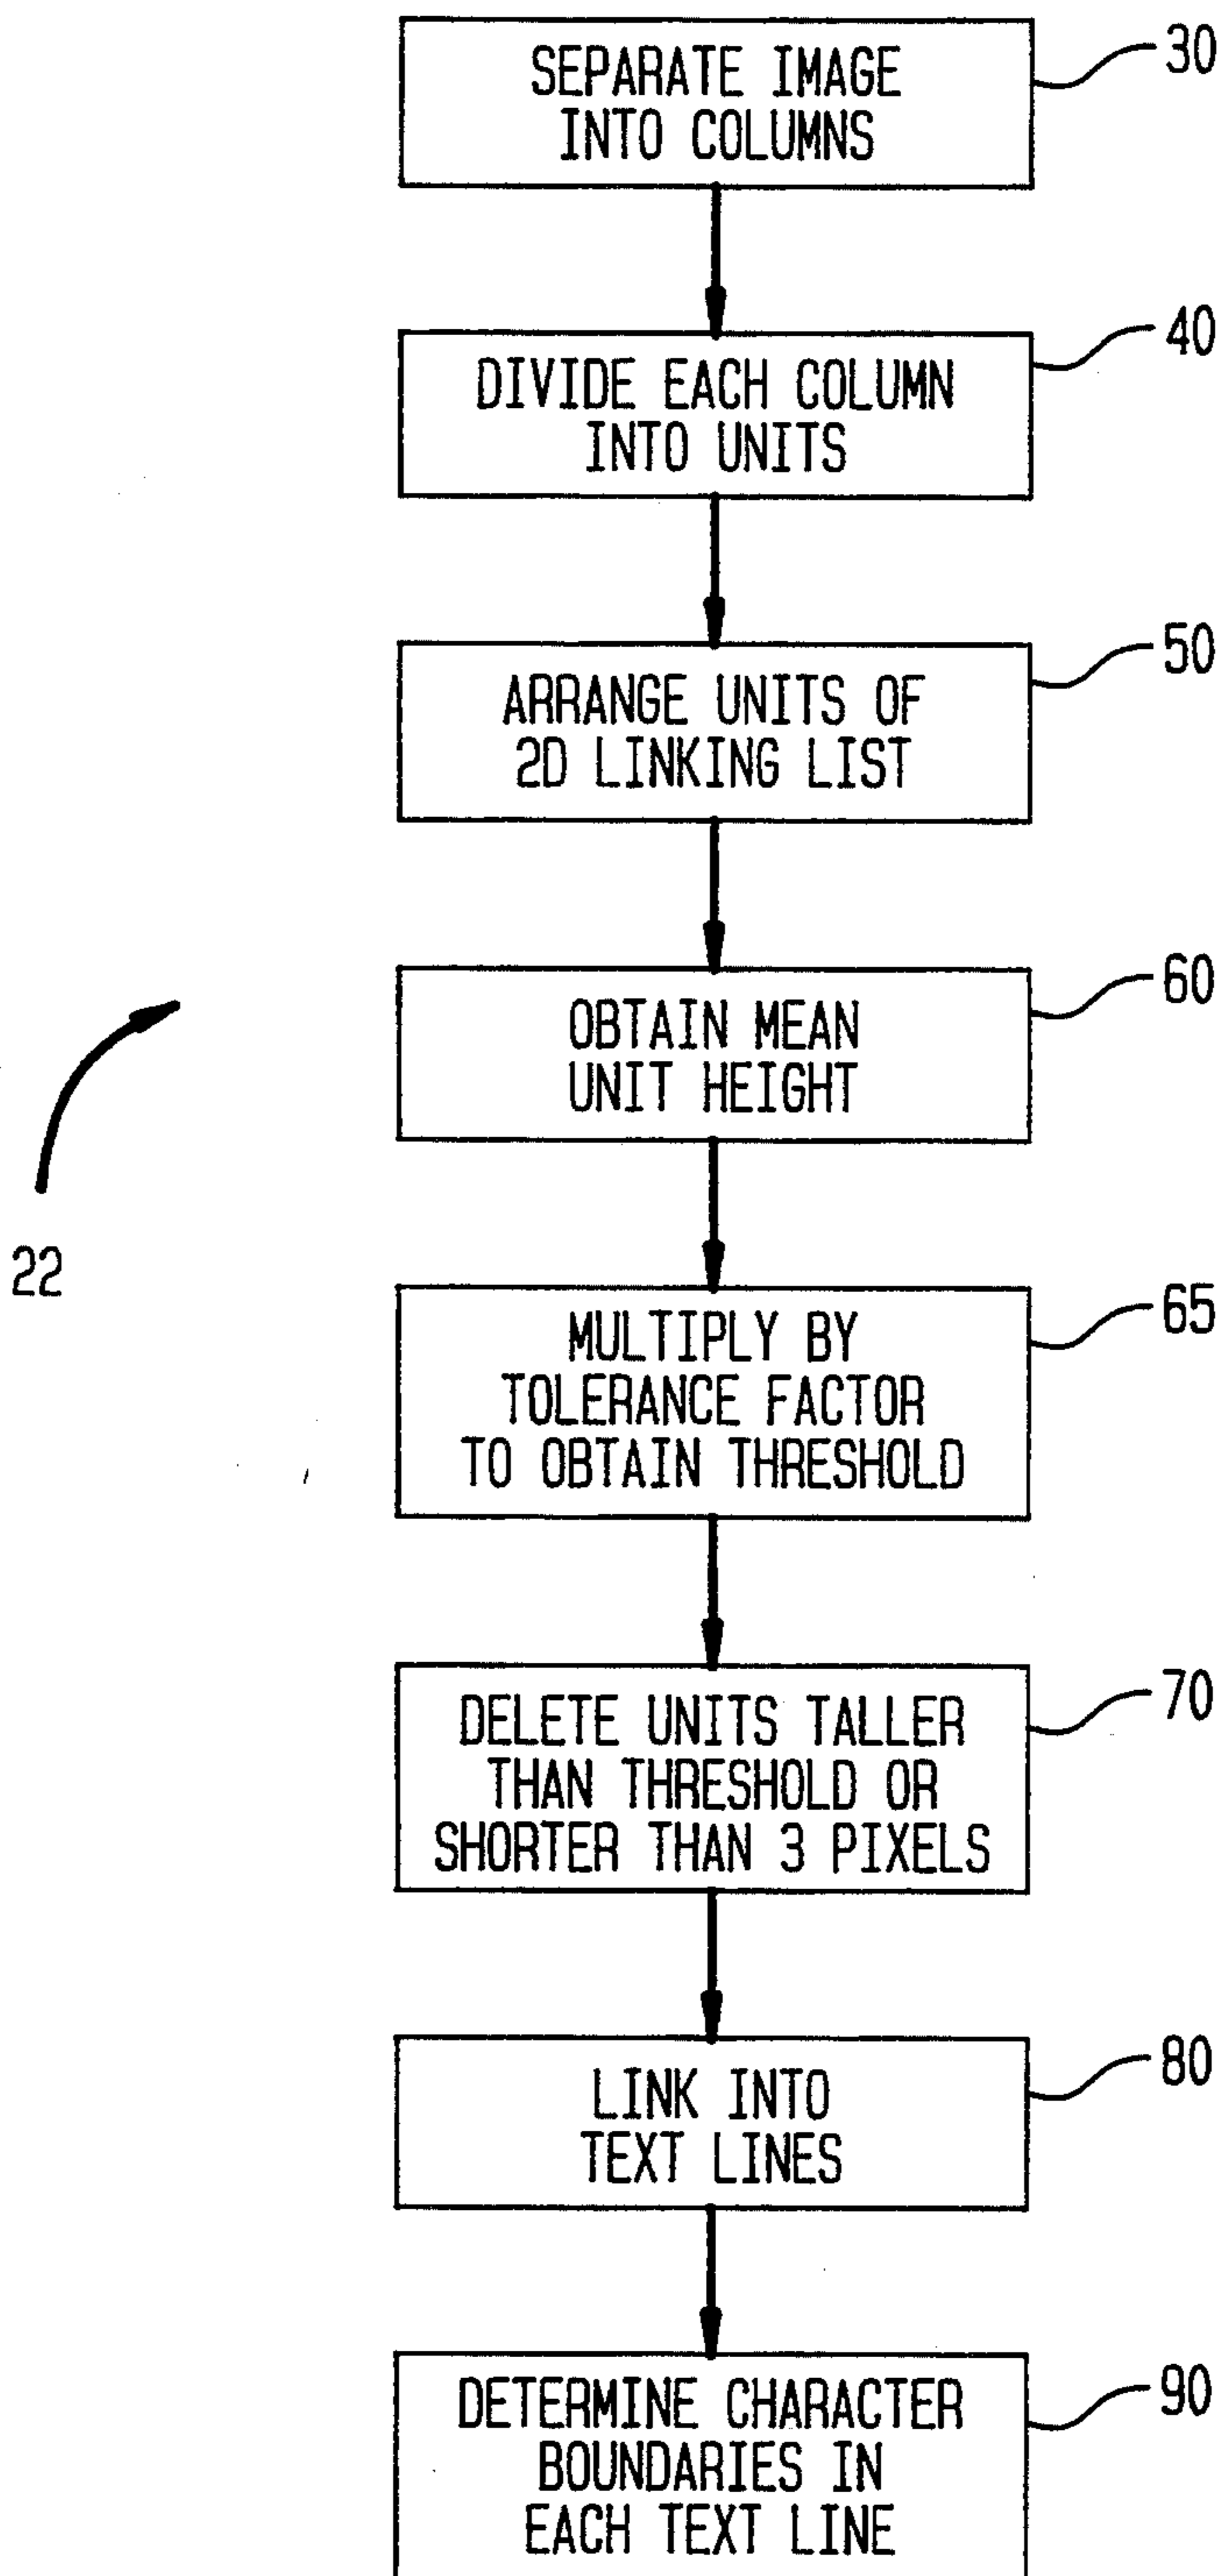 SEPARATE IMAGE
INTO COLUMNS
30
DIVIDE EACH COLUMN
INTO UNITS
40
ARRANGE UNITS OF
2D LINKING LIST
50
OBTAIN MEAN
UNIT HEIGHT
60
22
MULTIPLY BY
TOLERANCE FACTOR
TO OBTAIN THRESHOLD
65
DELETE UNITS TALLER
THAN THRESHOLD OR
SHORTER THAN 3 PIXELS
70
LINK INTO
TEXT LINES
80
DETERMINE CHARACTER
BOUNDARIES IN
EACH TEXT LINE
90